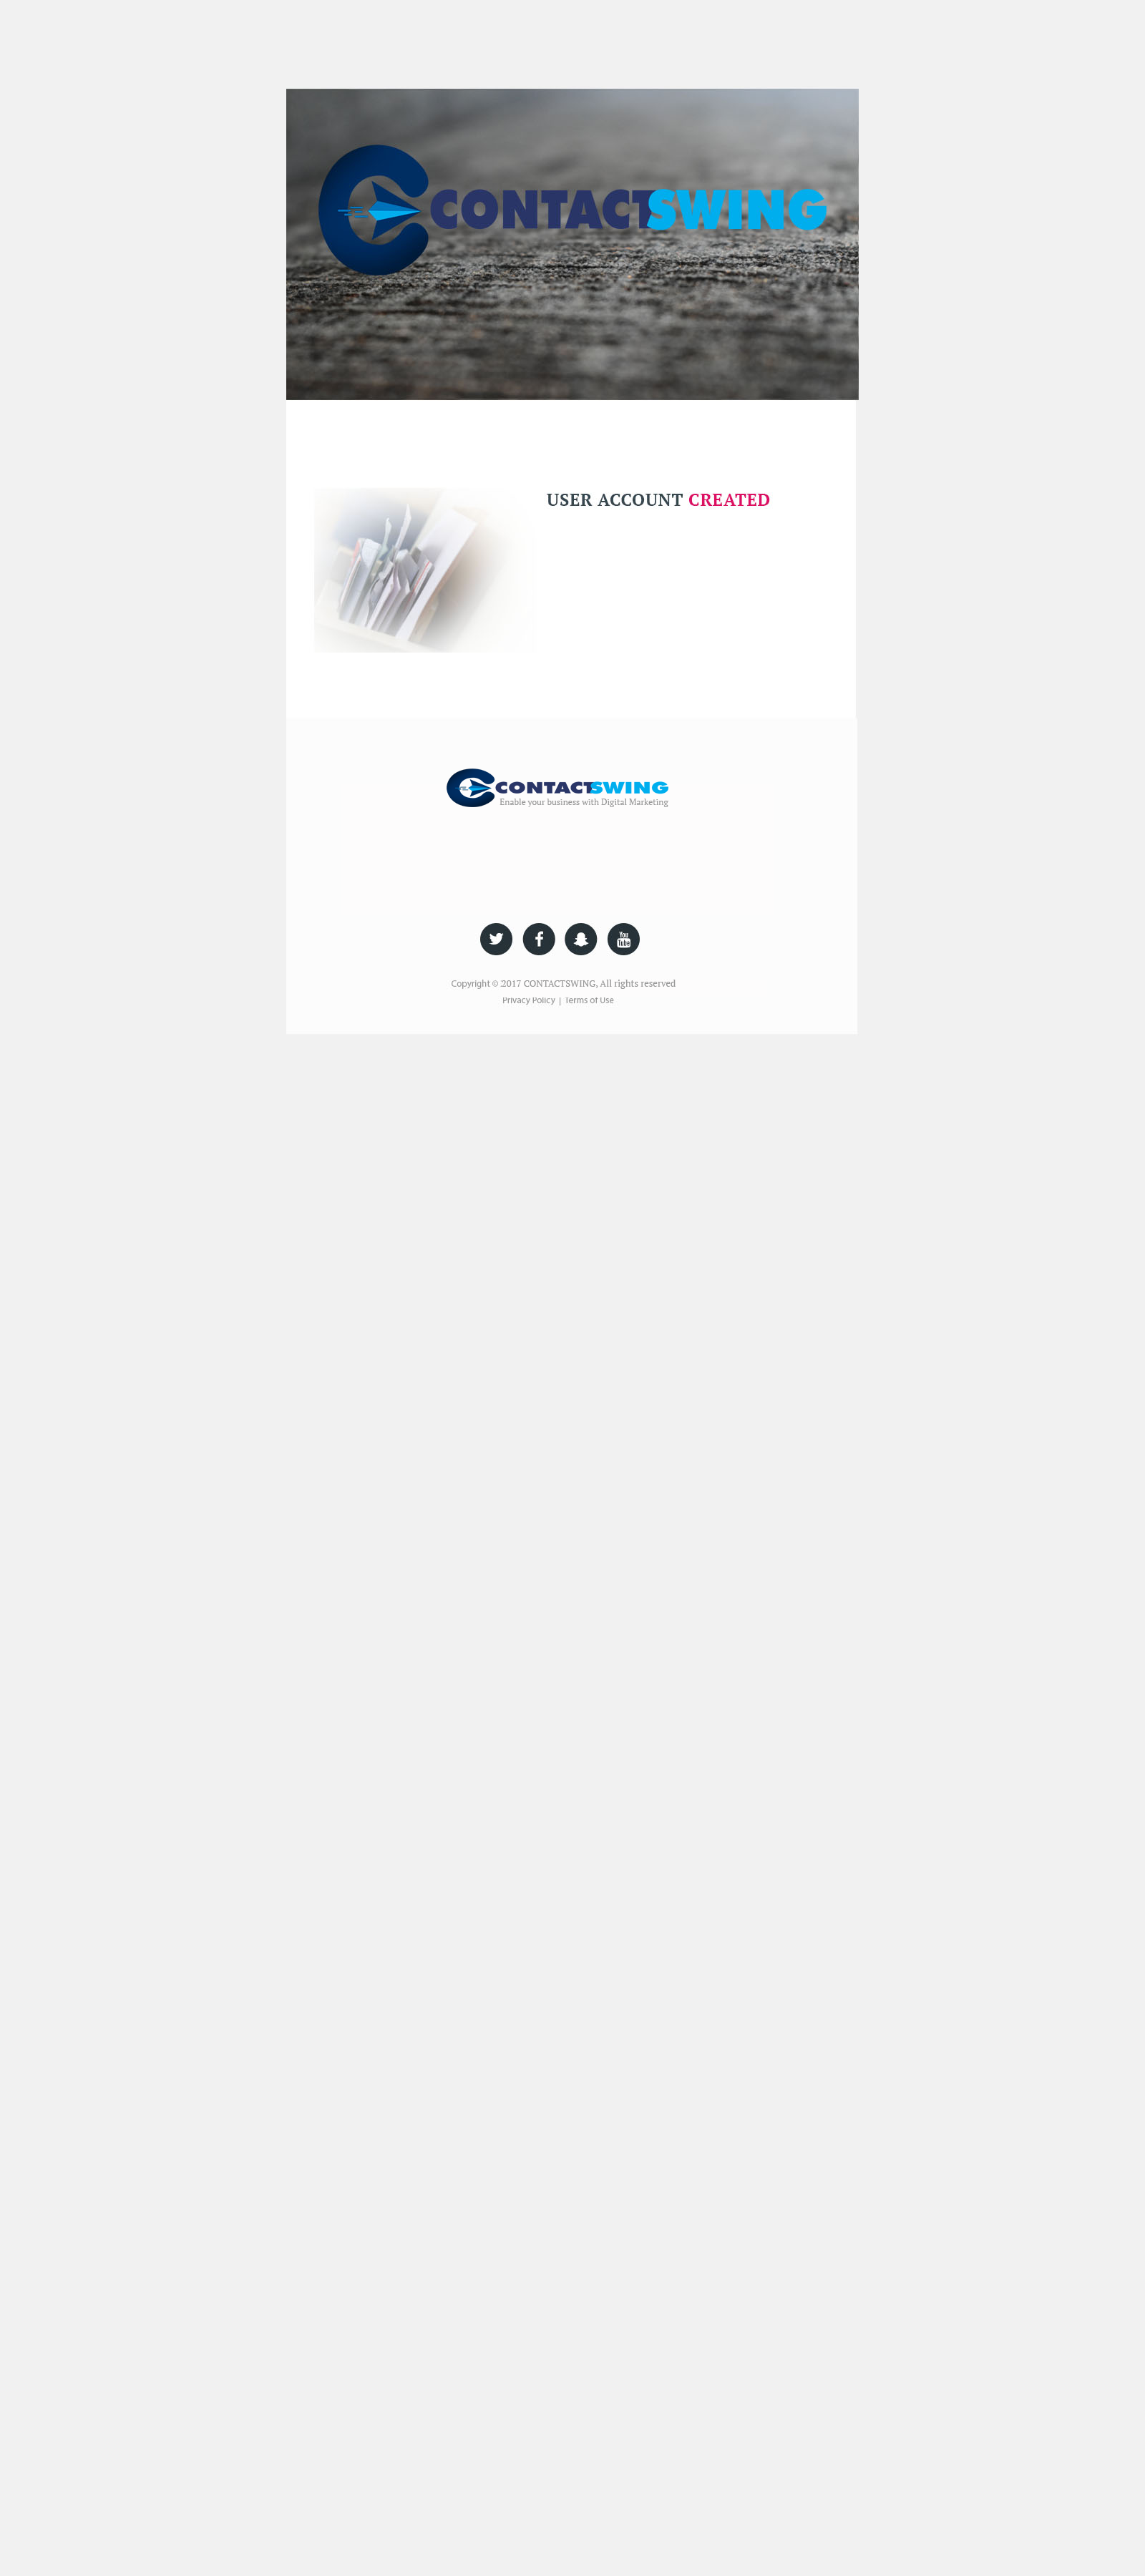 CONTACTSWING
USER ACCOUNT CREATED
CONTACTSWING
Enable your business with Digital Marketing
You
Tube
Copyright © 2017 CONTACTSWING, All rights reserved
Privacy Policy | Terms of Use